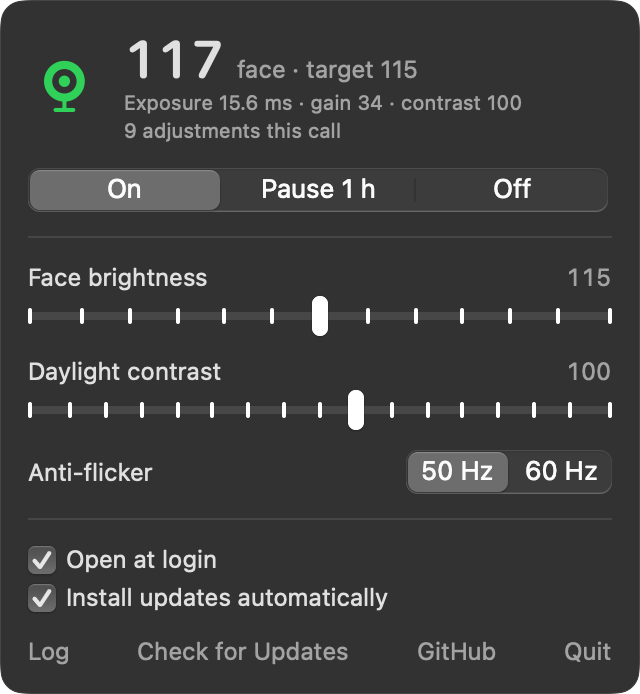 117 face · target 115
Exposure 15.6 ms · gain 34 · contrast 100
9 adjustments this call
On Pause 1 h Off
Face brightness 115
Daylight contrast 100
Anti-flicker 50 Hz 60 Hz
Open at login
Install updates automatically
Log Check for Updates GitHub Quit